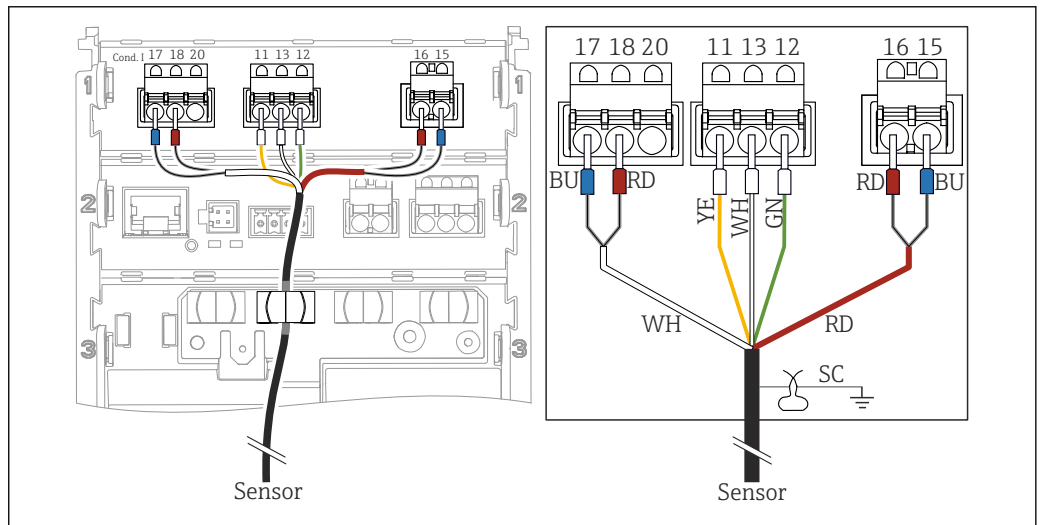 Cond. I 17 18 20 11 13 12 16 15
1 1
2 2
3 3
Sensor
17 18 20 11 13 12 16 15
BU RD YE WH GN RD BU
WH RD
SC
Sensor